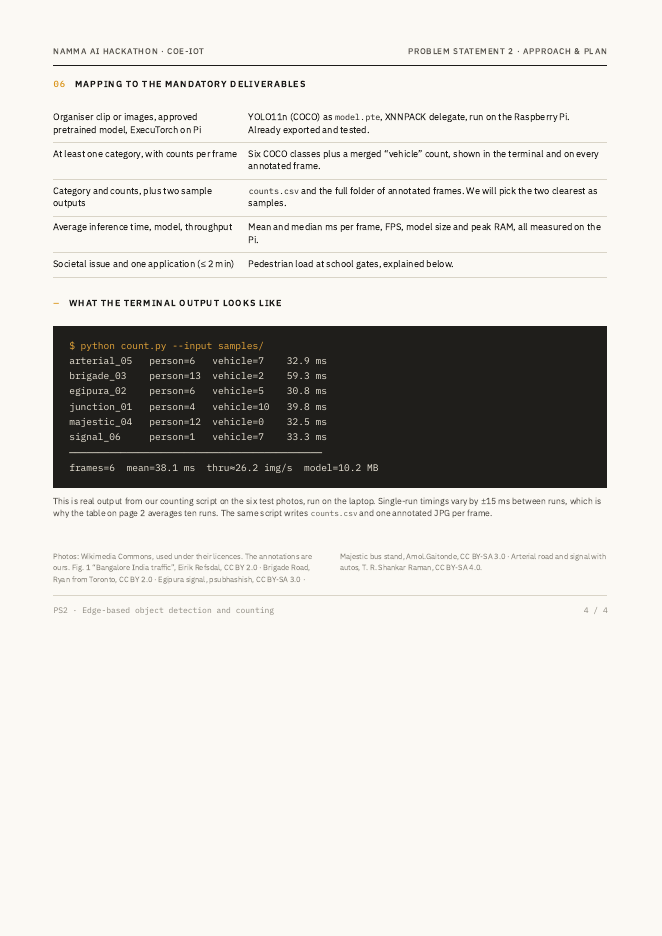 NAMMA AI HACKATHON · COE-IOT
PROBLEM STATEMENT 2 · APPROACH & PLAN
06 MAPPING TO THE MANDATORY DELIVERABLES
Organiser clip or images, approved
pretrained model, ExecuTorch on Pi
YOLO11n (COCO) as model.pte, XNNPACK delegate, run on the Raspberry Pi.
Already exported and tested.
At least one category, with counts per frame
Six COCO classes plus a merged “vehicle” count, shown in the terminal and on every
annotated frame.
Category and counts, plus two sample
outputs
counts.csv and the full folder of annotated frames. We will pick the two clearest as
samples.
Average inference time, model, throughput
Mean and median ms per frame, FPS, model size and peak RAM, all measured on the
Pi.
Societal issue and one application (≤ 2 min)
Pedestrian load at school gates, explained below.
— WHAT THE TERMINAL OUTPUT LOOKS LIKE
$ python count.py --input samples/
arterial_05 person=6 vehicle=7 32.9 ms
brigade_03 person=13 vehicle=2 59.3 ms
egipura_02 person=6 vehicle=5 30.8 ms
junction_01 person=4 vehicle=10 39.8 ms
majestic_04 person=12 vehicle=0 32.5 ms
signal_06 person=1 vehicle=7 33.3 ms
frames=6 mean=38.1 ms thru≈26.2 img/s model=10.2 MB
This is real output from our counting script on the six test photos, run on the laptop. Single-run timings vary by ±15 ms between runs, which is
why the table on page 2 averages ten runs. The same script writes counts.csv and one annotated JPG per frame.
Photos: Wikimedia Commons, used under their licences. The annotations are
ours. Fig. 1 “Bangalore India traffic”, Eirik Refsdal, CC BY 2.0 · Brigade Road,
Ryan from Toronto, CC BY 2.0 · Egipura signal, psubhashish, CC BY-SA 3.0 ·
Majestic bus stand, Amol.Gaitonde, CC BY-SA 3.0 · Arterial road and signal with
autos, T. R. Shankar Raman, CC BY-SA 4.0.
PS2 · Edge-based object detection and counting
4 / 4